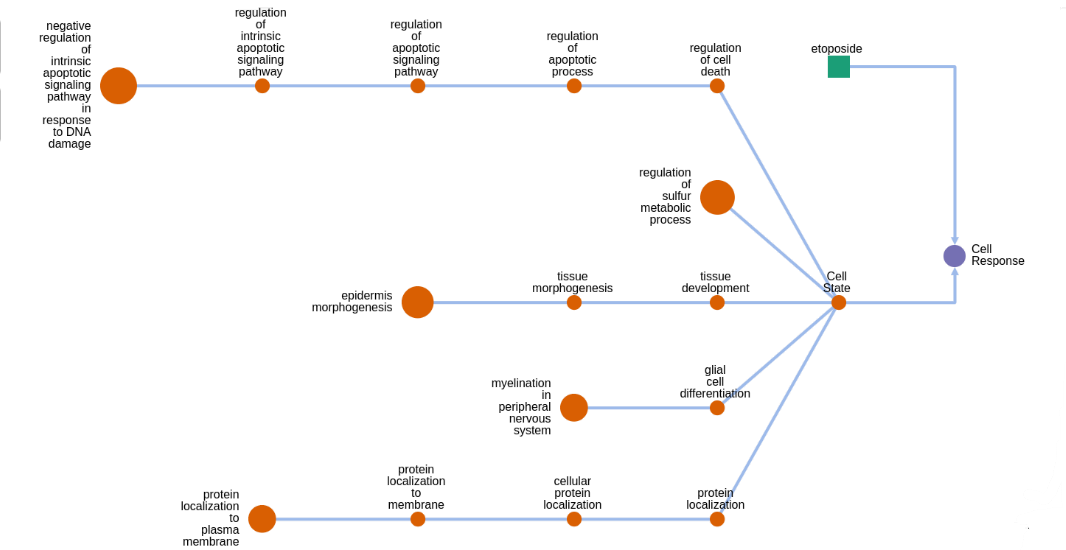 negative
regulation
of
intrinsic
apoptotic
signaling
pathway
in
response
to DNA
damage
regulation
of
intrinsic
apoptotic
signaling
pathway
regulation
of
apoptotic
signaling
pathway
regulation
of
apoptotic
process
regulation
of cell
death
etoposide
regulation
of
sulfur
metabolic
process
Cell
Response
epidermis
morphogenesis
tissue
morphogenesis
tissue
development
Cell
State
myelination
in
peripheral
nervous
system
glial
cell
differentiation
protein
localization
to
plasma
membrane
protein
localization
to
membrane
cellular
protein
localization
protein
localization